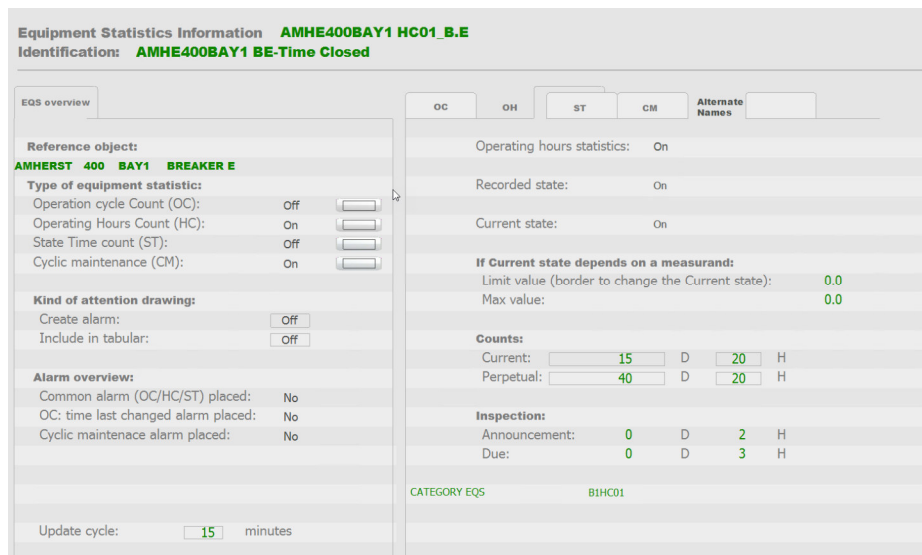 Equipment Statistics Information AMHE400BAY1 HC01_B.E
Identification: AMHE400BAY1 BE-Time Closed
EQS overview
Reference object:
AMHERST 400 BAY1 BREAKER E
Type of equipment statistic:
Operation cycle Count (OC): Off
Operating Hours Count (HC): On
State Time count (ST): Off
Cyclic maintenance (CM): On
Kind of attention drawing:
Create alarm: Off
Include in tabular: Off
Alarm overview:
Common alarm (OC/HC/ST) placed: No
OC: time last changed alarm placed: No
Cyclic maintenace alarm placed: No
Update cycle: 15 minutes
OC OH ST CM Alternate
Names
Operating hours statistics: On
Recorded state: On
Current state: On
If Current state depends on a measurand:
Limit value (border to change the Current state): 0.0
Max value: 0.0
Counts:
Current: 15 D 20 H
Perpetual: 40 D 20 H
Inspection:
Announcement: 0 D 2 H
Due: 0 D 3 H
CATEGORY EQS B1HC01